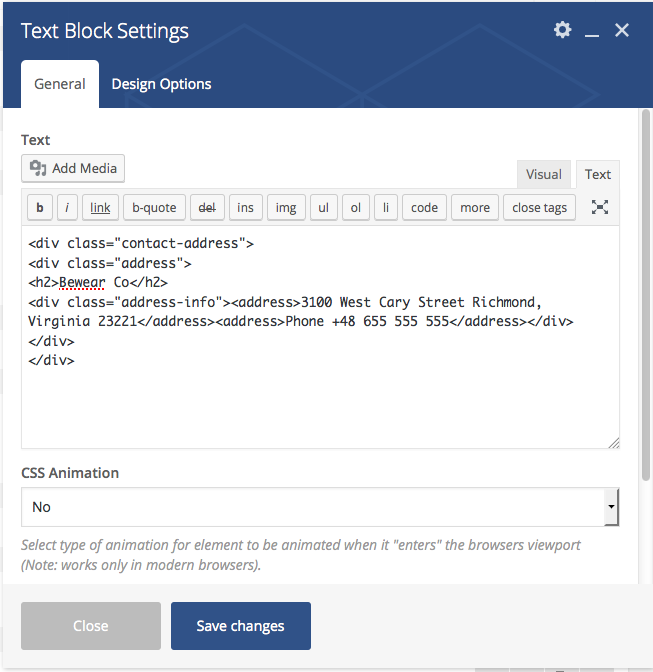 Text Block Settings
General Design Options
Text
Add Media
Visual Text
b i link b-quote del ins img ul ol li code more close tags
<div class="contact-address">
<div class="address">
<h2>Bewear Co</h2>
<div class="address-info"><address>3100 West Cary Street Richmond,
Virginia 23221</address><address>Phone +48 655 555 555</address></div>
</div>
</div>
CSS Animation
No
Select type of animation for element to be animated when it "enters" the browsers viewport
(Note: works only in modern browsers).
Close Save changes